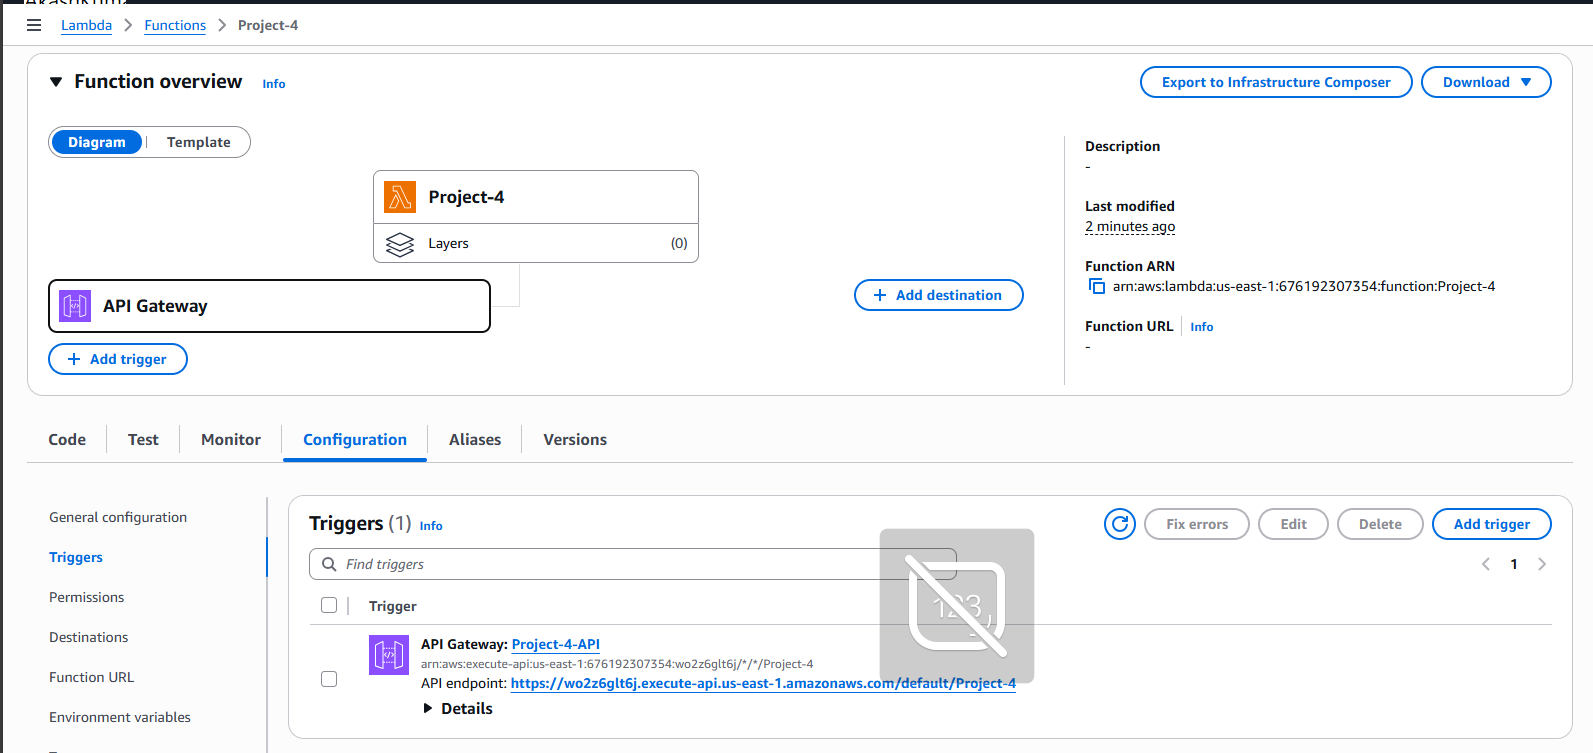 Lambda > Functions > Project-4
Function overview Info
Export to Infrastructure Composer
Download
Diagram | Template
Project-4
Layers (0)
API Gateway
+ Add trigger
+ Add destination
Description
-
Last modified
2 minutes ago
Function ARN
arn:aws:lambda:us-east-1:676192307354:function:Project-4
Function URL | Info
-
Code
Test
Monitor
Configuration
Aliases
Versions
General configuration
Triggers
Permissions
Destinations
Function URL
Environment variables
Triggers (1) Info
Fix errors
Edit
Delete
Add trigger
Find triggers
1
Trigger
123
API Gateway: Project-4-API
arn:aws:execute-api:us-east-1:676192307354:wo2z6glt6j/*/*/Project-4
API endpoint: https://wo2z6glt6j.execute-api.us-east-1.amazonaws.com/default/Project-4
Details